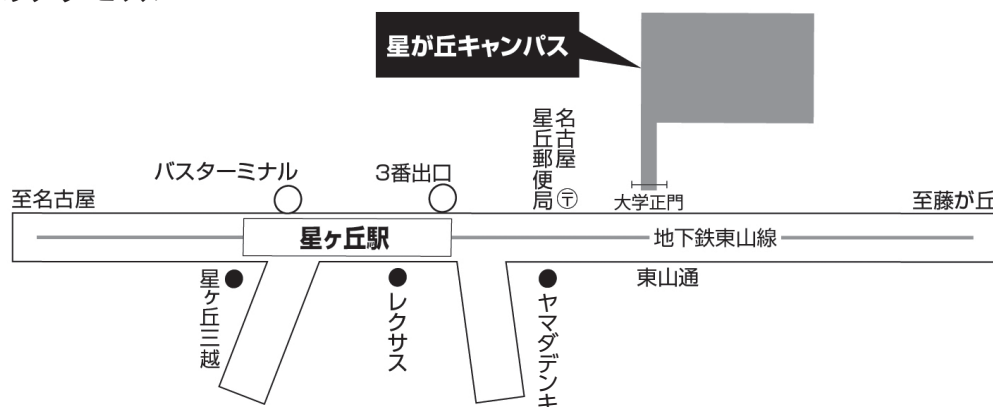 星が丘キャンパス
名古屋
星丘郵便局
〒
バスターミナル
3番出口
至名古屋
大学正門
至藤が丘
星ヶ丘駅
地下鉄東山線
東山通
星ヶ丘三越
レクサス
ヤマダデンキ